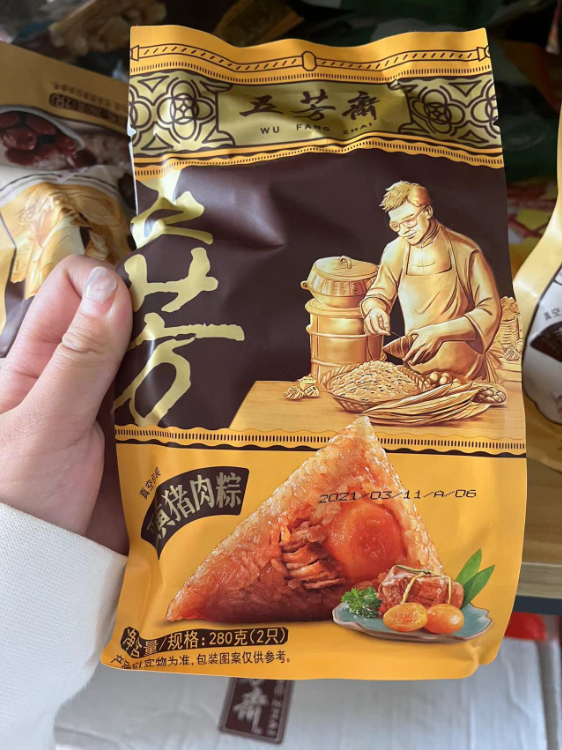 五芳斋
WU FANG ZHAI
五芳
真空
猪肉粽
2021/03/11/A/06
净含量/规格:280克(2只)
产品以实物为准,包装图案仅供参考。